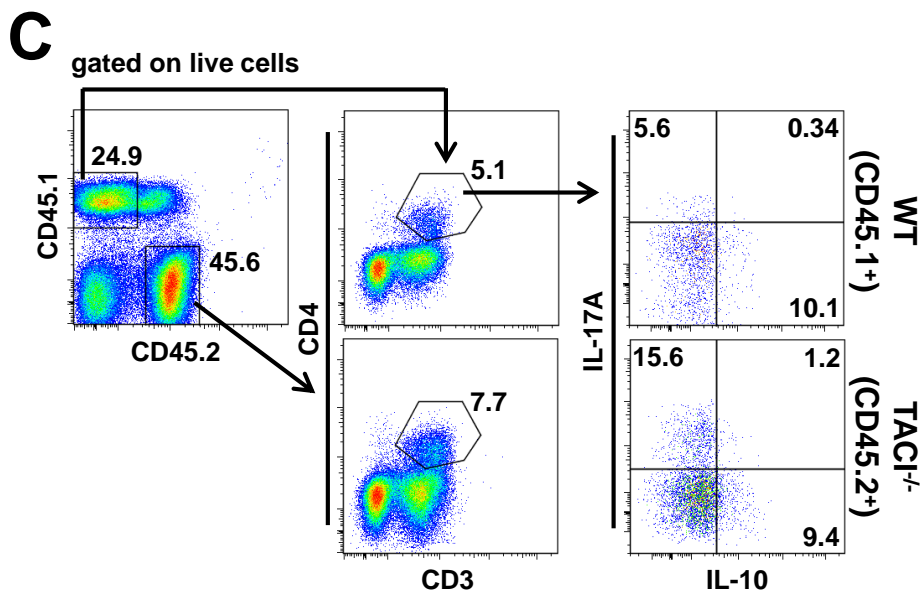 C
gated on live cells
24.9
45.6
CD45.1
CD45.2
5.1
7.7
CD4
CD3
5.6
0.34
10.1
15.6
1.2
9.4
IL-17A
IL-10
WT
(CD45.1⁺)
TACI⁻/⁻
(CD45.2⁺)